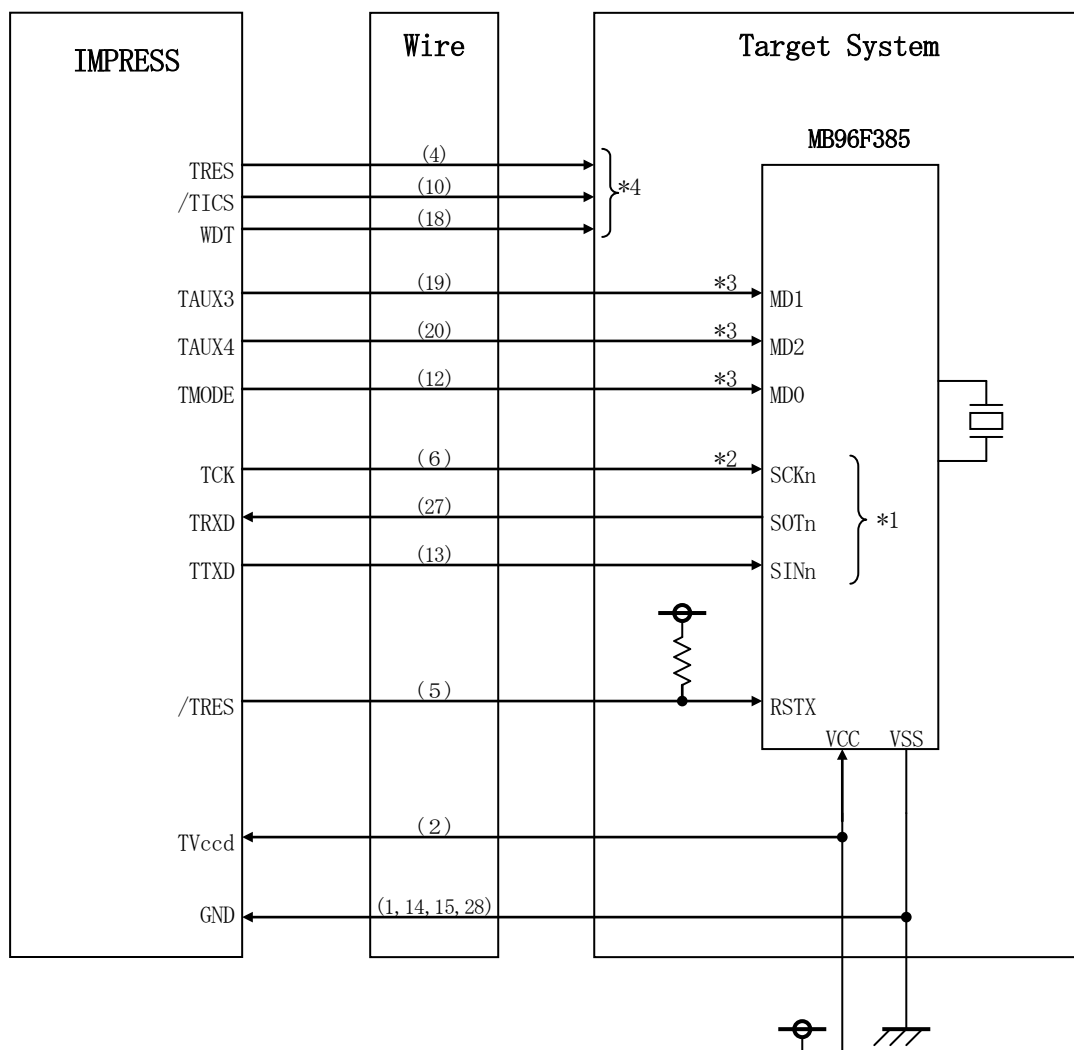 IMPRESS
Wire
Target System
MB96F385
TRES
(4)
/TICS
(10)
*4
WDT
(18)
TAUX3
(19)
*3
MD1
TAUX4
(20)
*3
MD2
TMODE
(12)
*3
MD0
TCK
(6)
*2
SCKn
TRXD
(27)
SOTn
*1
TTXD
(13)
SINn
/TRES
(5)
RSTX
VCC VSS
TVccd
(2)
GND
(1,14,15,28)